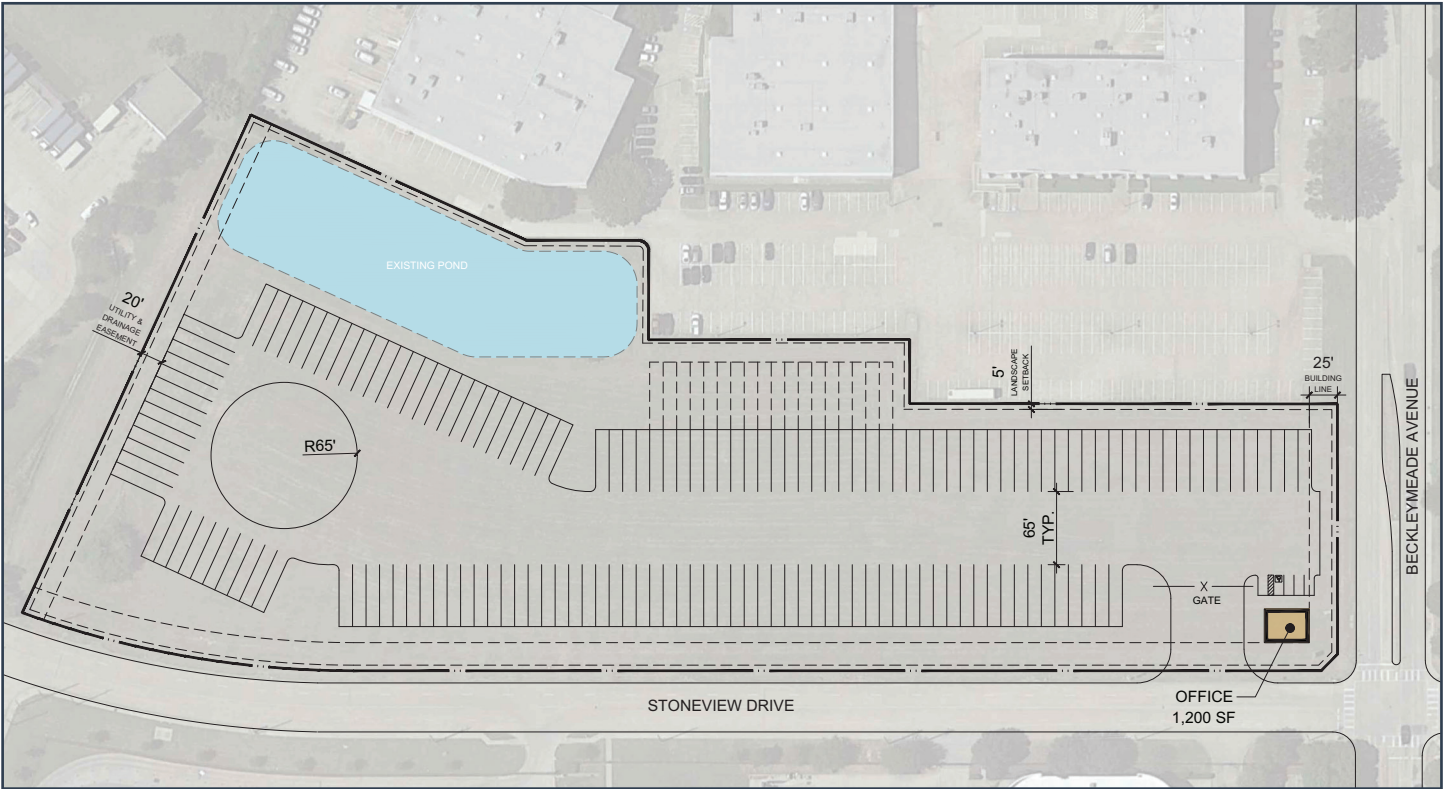 EXISTING POND
20'
UTILITY &
DRAINAGE
EASEMENT
R65'
5'
LANDSCAPE
SETBACK
25'
BUILDING
LINE
BECKLEYMEADE AVENUE
65'
TYP.
X
GATE
OFFICE
1,200 SF
STONEVIEW DRIVE